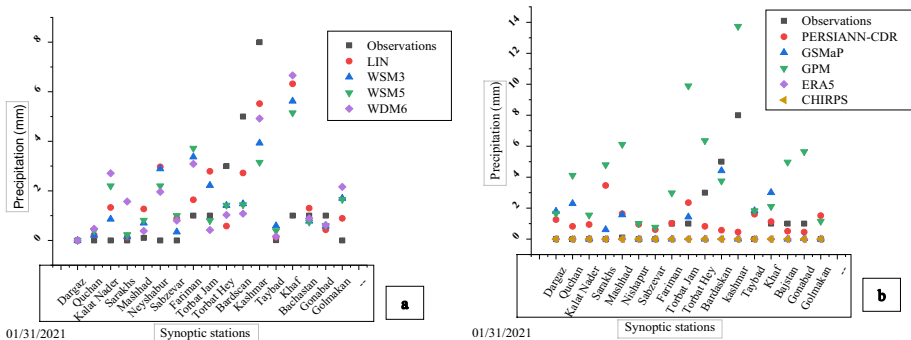 8
6
4
2
0
Precipitation (mm)
Observations
LIN
WSM3
WSM5
WDM6
Dargaz
Quchan
Kalat Nader
Sarakhs
Mashhad
Neyshabur
Sabzevar
Fariman
Torbat Jam
Torbat Hey
Bardscan
Kashmar
Taybad
Khaf
Bachestan
Gonabad
Golmakan
--
01/31/2021
Synoptic stations
a
14
12
10
8
6
4
2
0
Precipitation (mm)
Observations
PERSIANN-CDR
GSMaP
GPM
ERA5
CHIRPS
Dargaz
Quchan
Kalat Nader
Sarakhs
Mashhad
Nishapur
Sabzevar
Fariman
Torbat Jam
Torbat Hey
Bardaskan
kashmar
Taybad
Khaf
Bajstan
Gonabad
Golmakan
--
01/31/2021
Synoptic stations
b